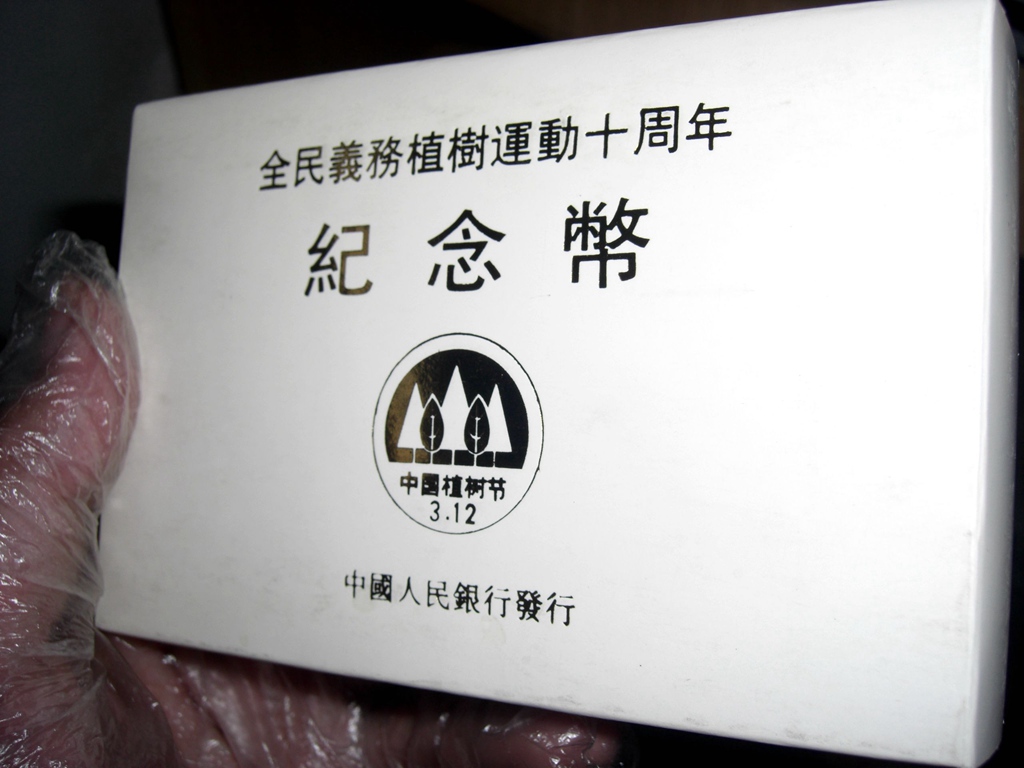 全民義務植樹運動十周年
紀念幣
中国植树节
3.12
中國人民銀行發行